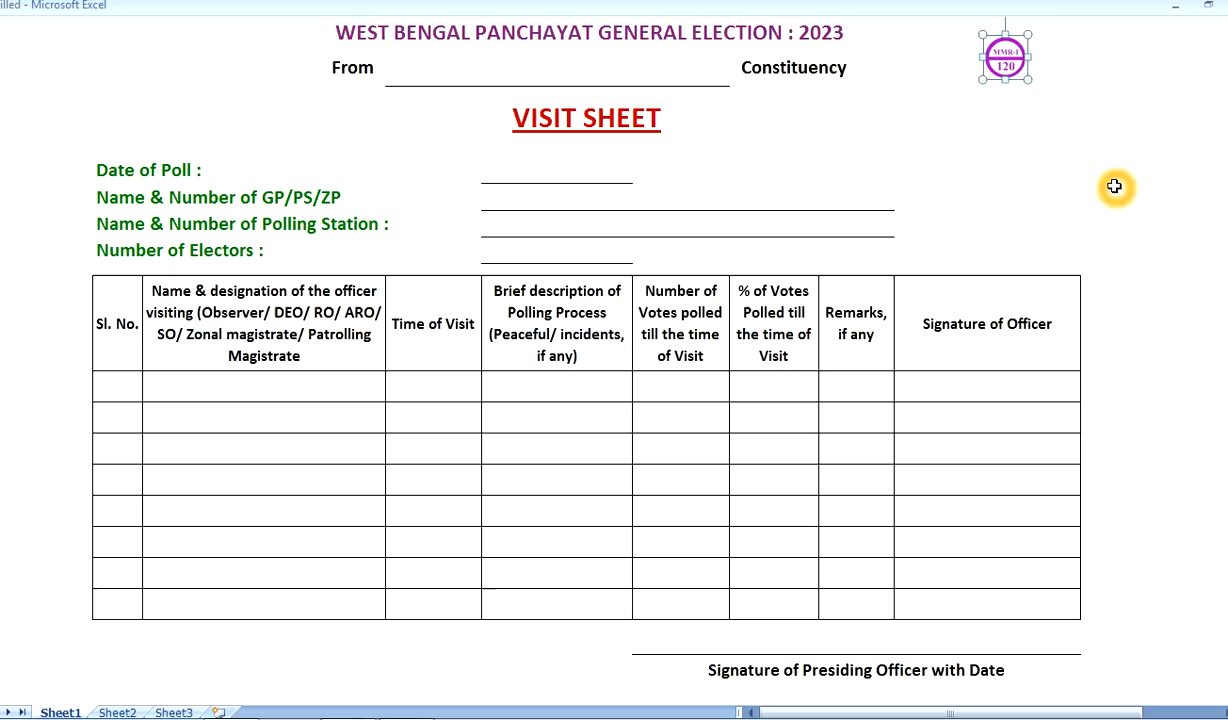 illed - Microsoft Excel
WEST BENGAL PANCHAYAT GENERAL ELECTION : 2023
MMR-I
120
From ____________________ Constituency
VISIT SHEET
Date of Poll :
Name & Number of GP/PS/ZP
Name & Number of Polling Station :
Number of Electors :
Sl. No.
Name & designation of the officer
visiting (Observer/ DEO/ RO/ ARO/
SO/ Zonal magistrate/ Patrolling
Magistrate
Time of Visit
Brief description of
Polling Process
(Peaceful/ incidents,
if any)
Number of
Votes polled
till the time
of Visit
% of Votes
Polled till
the time of
Visit
Remarks,
if any
Signature of Officer
Signature of Presiding Officer with Date
Sheet1 Sheet2 Sheet3